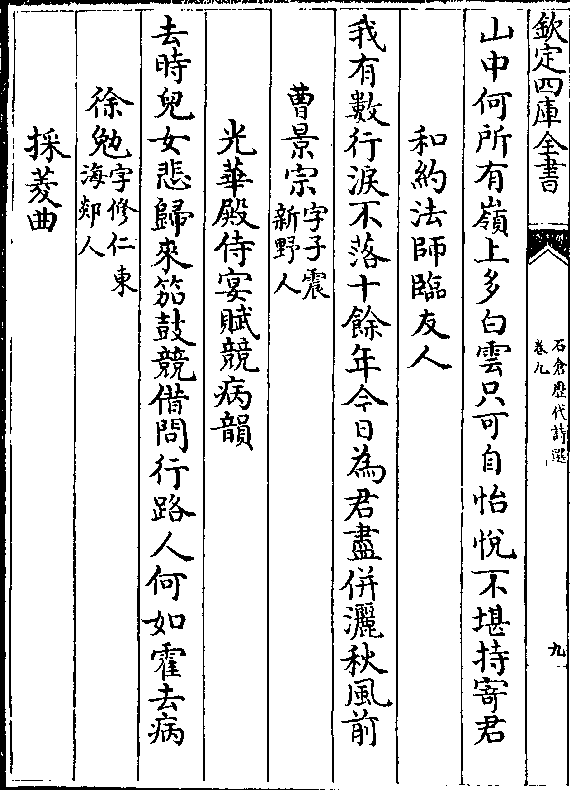 欽定四庫全書
石倉歷代詩選
卷九
九
山中何所有嶺上多白雲只可自怡悅不堪持寄君
和約法師臨友人
我有數行淚不落十餘年今日為君盡併灑秋風前
曹景宗字子震
新野人
光華殿侍宴賦競病韻
去時兒女悲歸來笳鼓競借問行路人何如霍去病
徐勉字修仁東
海郯人
採菱曲